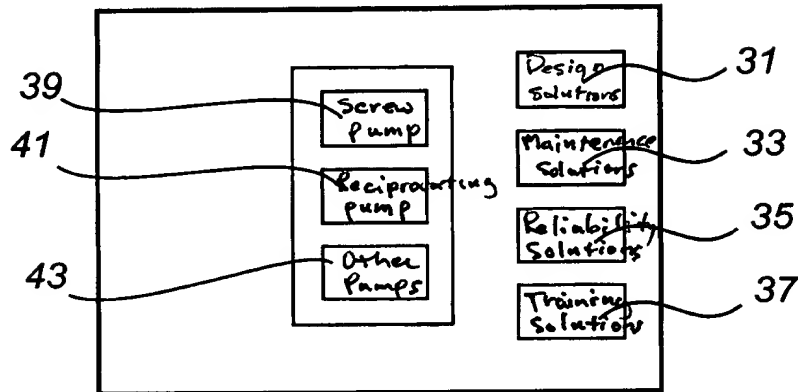 39
Screw
pump
41
Reciprocating
pump
43
Other
Pumps
Design
Solutions
31
Maintenence
Solutions
33
Reliability
Solutions
35
Training
Solutions
37